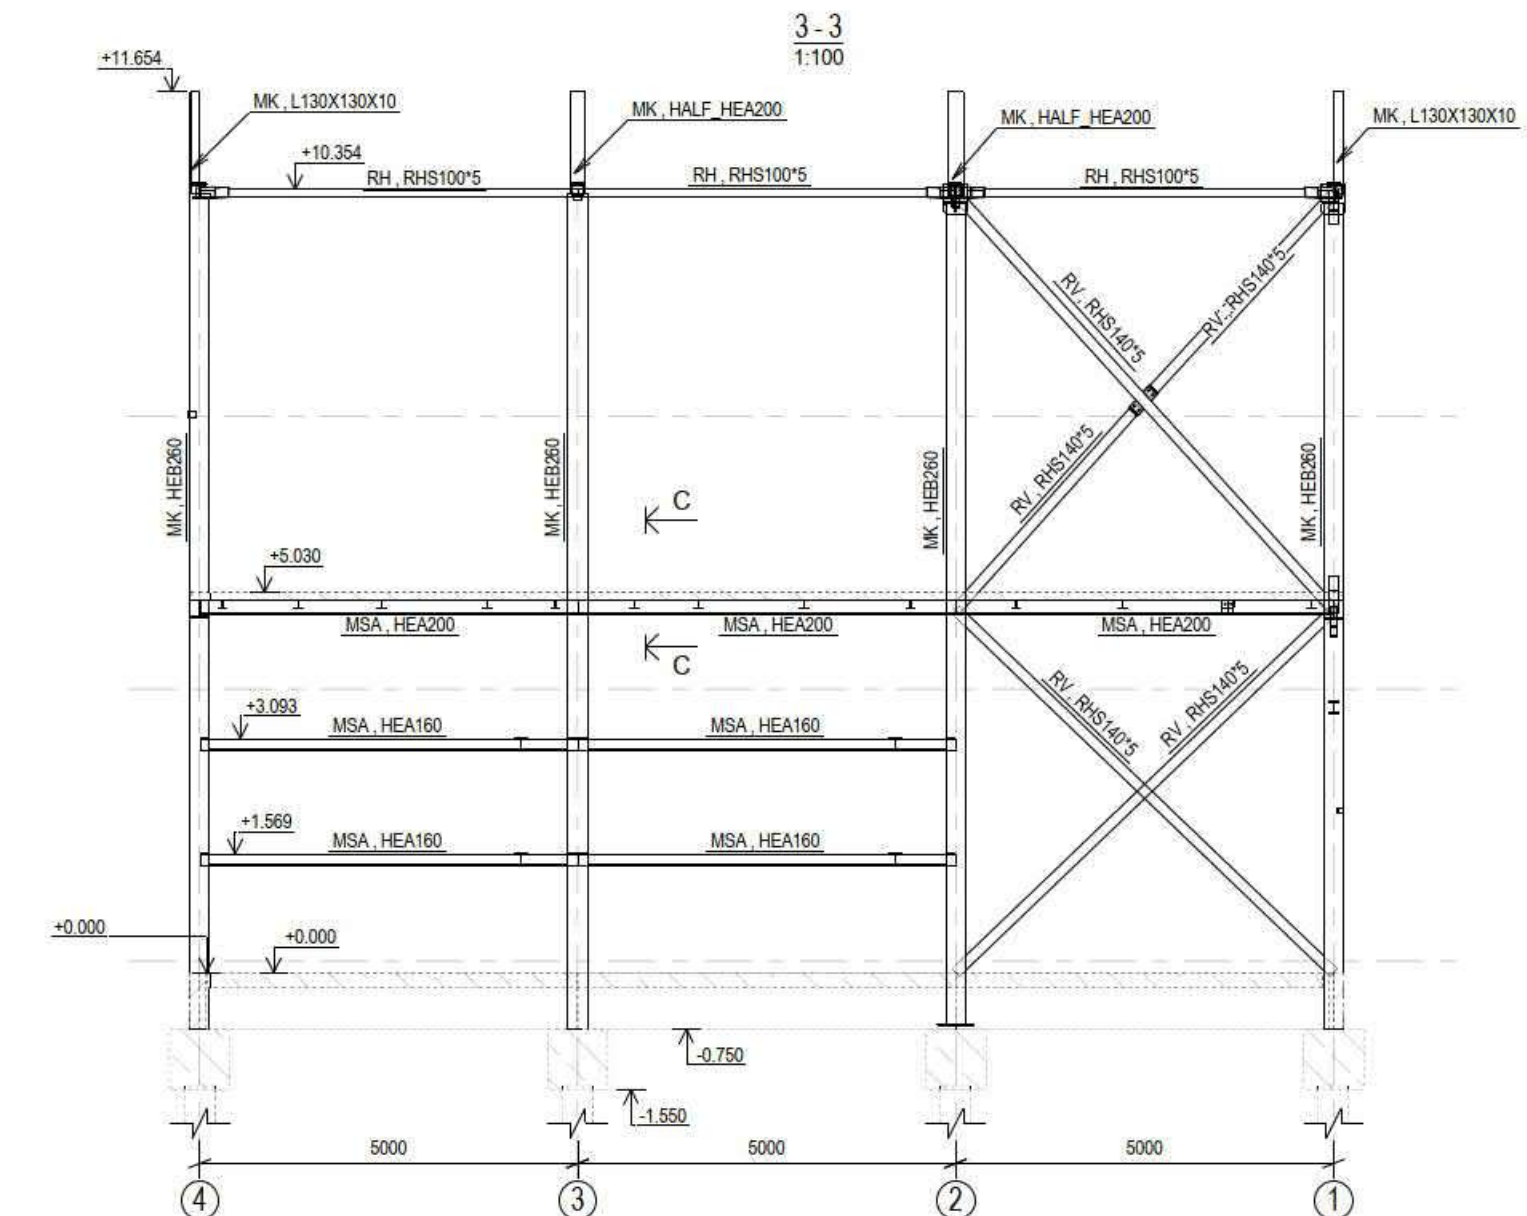 3 - 3
1:100
+11.654
MK , L130X130X10
MK , HALF_HEA200
MK , HALF_HEA200
MK , L130X130X10
+10.354
RH , RHS100*5
RH , RHS100*5
RH , RHS100*5
RV , RHS140*5
RV , RHS140*5
RV , RHS140*5
MK , HEB260
MK , HEB260
MK , HEB260
MK , HEB260
C
+5.030
MSA , HEA200
MSA , HEA200
MSA , HEA200
C
RV , RHS140*5
RV , RHS140*5
+3.093
MSA , HEA160
MSA , HEA160
+1.569
MSA , HEA160
MSA , HEA160
+0.000
+0.000
-0.750
-1.550
5000
5000
5000
4
3
2
1